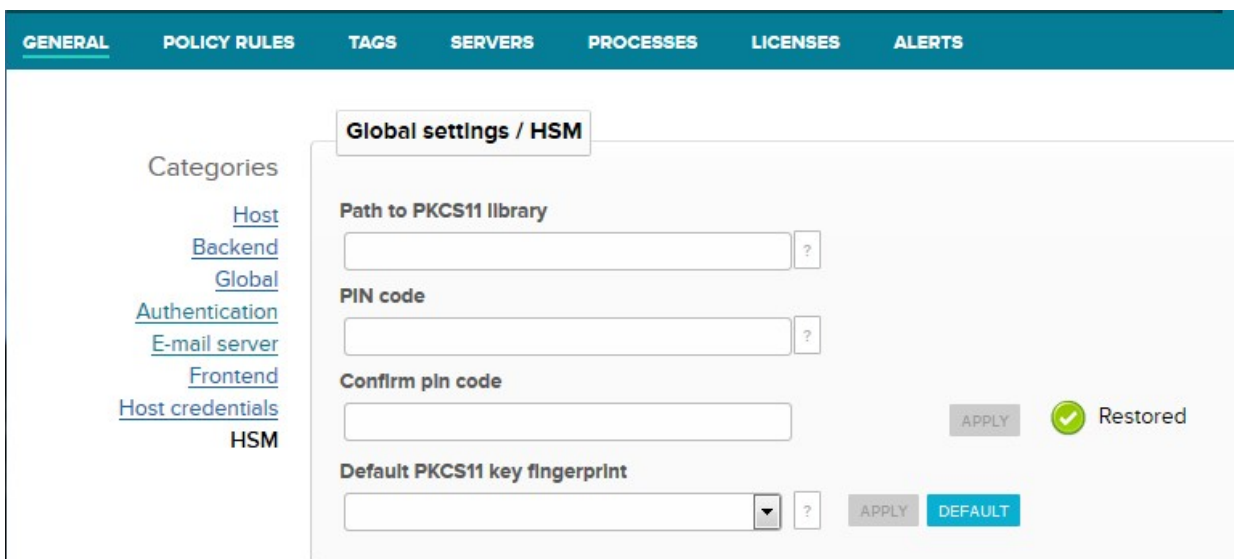 GENERAL POLICY RULES TAGS SERVERS PROCESSES LICENSES ALERTS
Global settings / HSM
Categories
Host
Backend
Global
Authentication
E-mail server
Frontend
Host credentials
HSM
Path to PKCS11 library
?
PIN code
?
Confirm pin code
APPLY Restored
Default PKCS11 key fingerprint
? APPLY DEFAULT